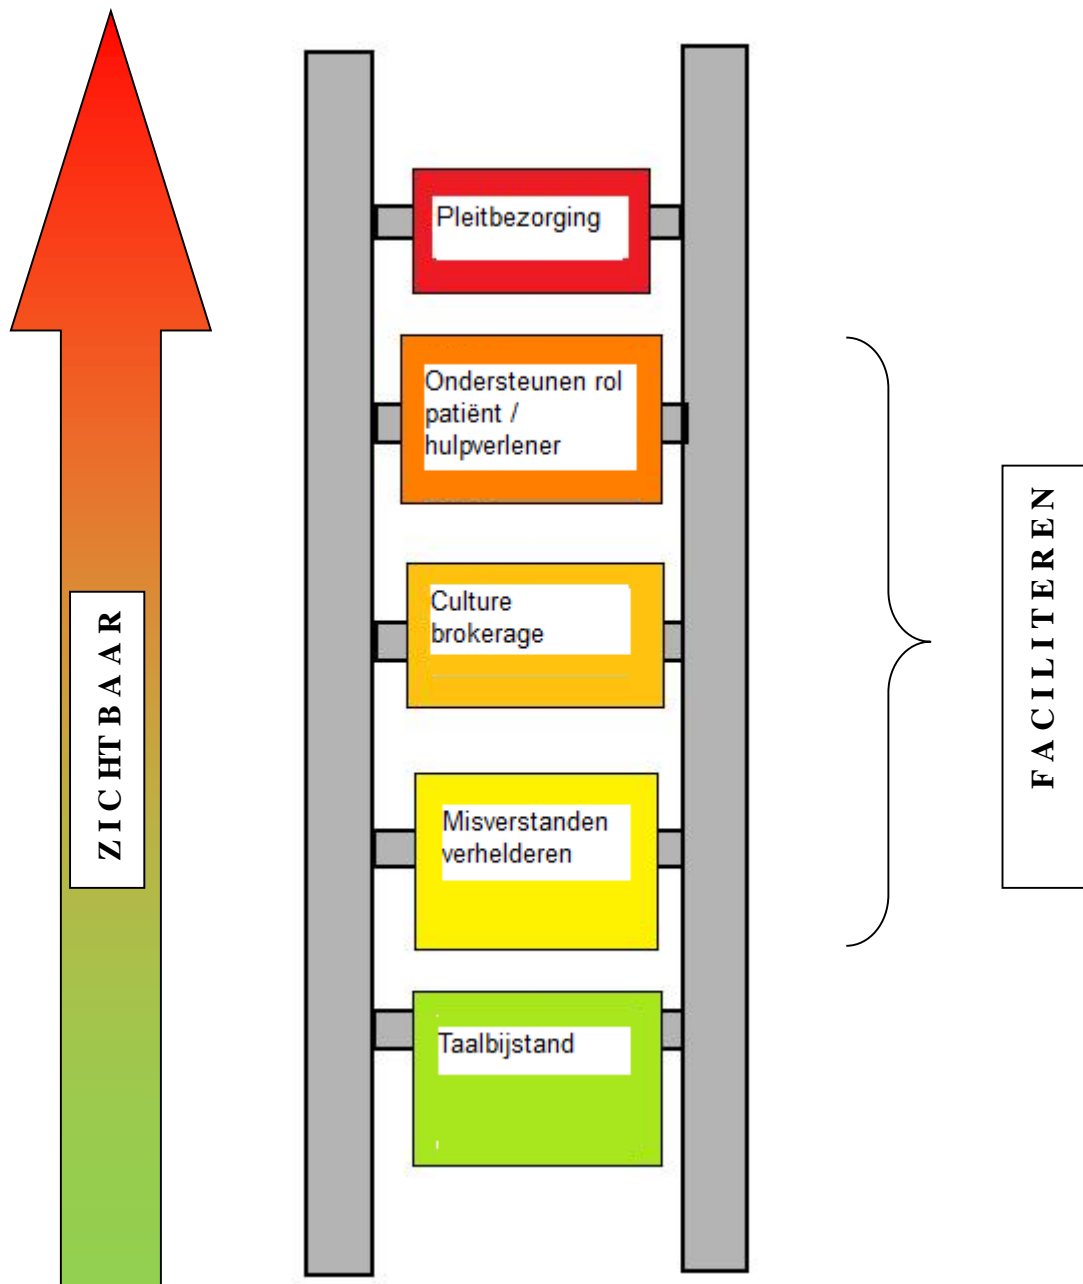 Pleitbezorging
Ondersteunen rol
patiënt /
hulpverlener
Culture
brokerage
Misverstanden
verhelderen
Taalbijstand
ZICHTBAAR
FACILITEREN